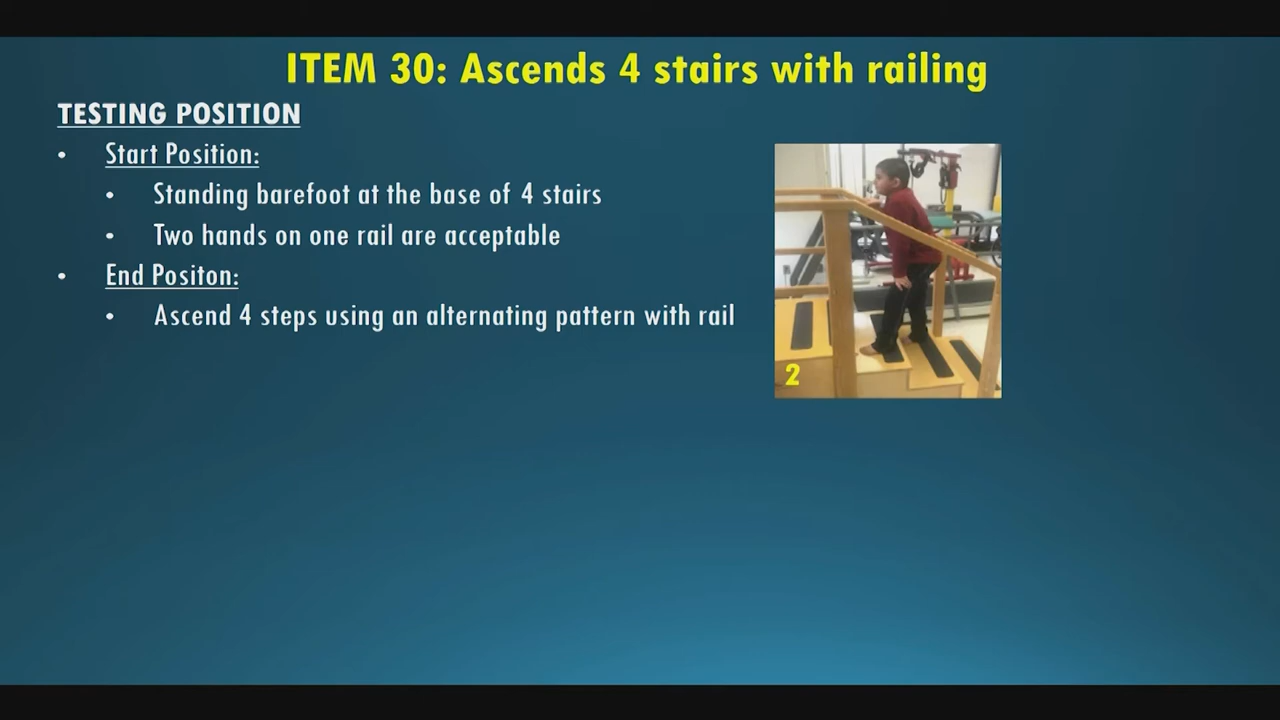 ITEM 30: Ascends 4 stairs with railing
TESTING POSITION
• Start Position:
• Standing barefoot at the base of 4 stairs
• Two hands on one rail are acceptable
• End Positon:
• Ascend 4 steps using an alternating pattern with rail
2